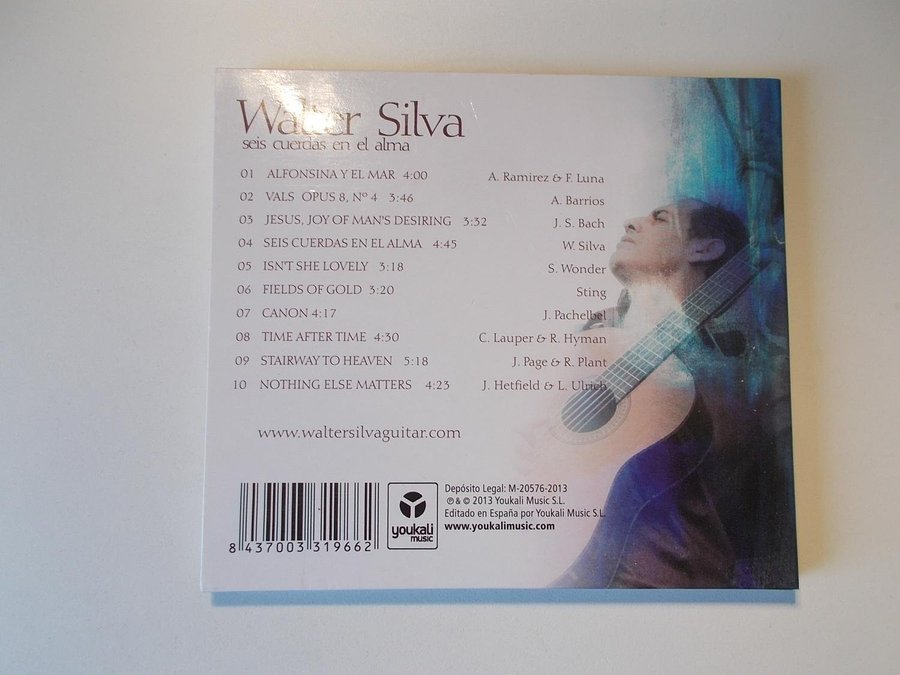 Walter Silva
seis cuerdas en el alma
01 ALFONSINA Y EL MAR 4:00 A. Ramirez & F. Luna
02 VALS OPUS 8, Nº 4 3:46 A. Barrios
03 JESUS, JOY OF MAN'S DESIRING 3:32 J. S. Bach
04 SEIS CUERDAS EN EL ALMA 4:45 W. Silva
05 ISN'T SHE LOVELY 3:18 S. Wonder
06 FIELDS OF GOLD 3:20 Sting
07 CANON 4:17 J. Pachelbel
08 TIME AFTER TIME 4:30 C. Lauper & R. Hyman
09 STAIRWAY TO HEAVEN 5:18 J. Page & R. Plant
10 NOTHING ELSE MATTERS 4:23 J. Hetfield & L. Ulrich
www.waltersilvaguitar.com
8 437003 319662
youkali
music
Depósito Legal: M-20576-2013
℗ & © 2013 Youkali Music S.L.
Editado en España por Youkali Music S.L.
www.youkalimusic.com